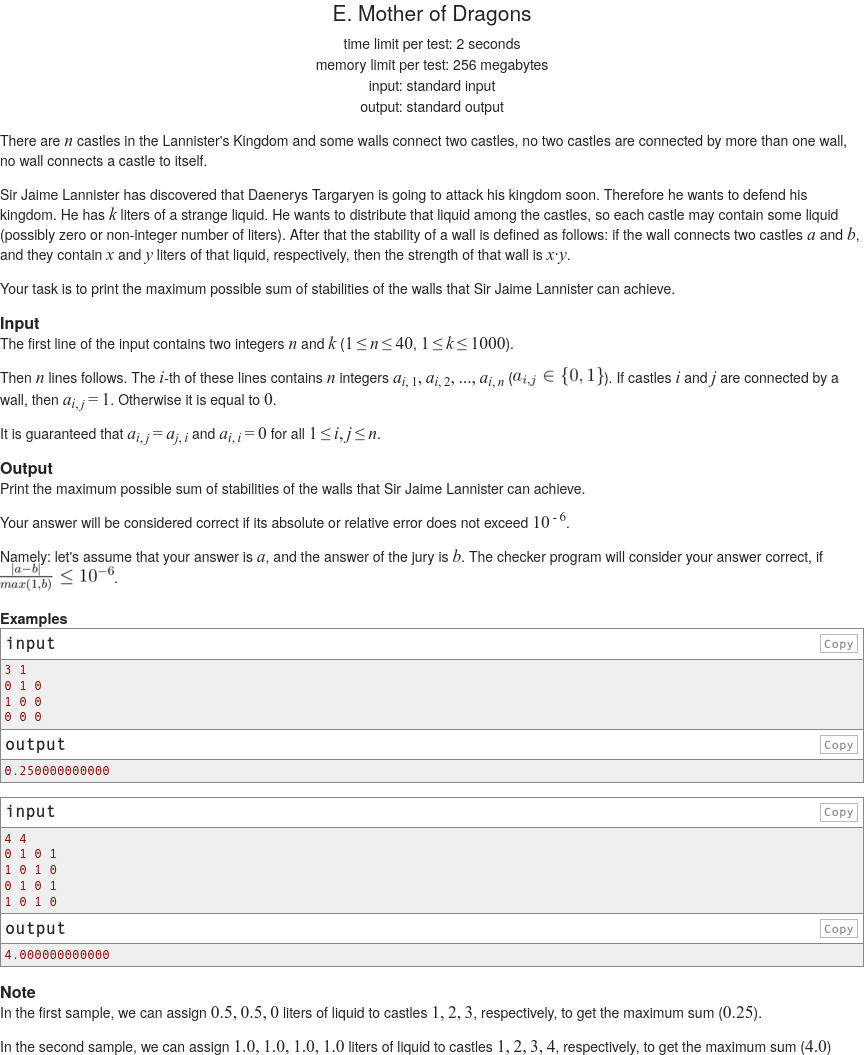 E. Mother of Dragons
time limit per test: 2 seconds
memory limit per test: 256 megabytes
input: standard input
output: standard output
There are n castles in the Lannister's Kingdom and some walls connect two castles, no two castles are connected by more than one wall,
no wall connects a castle to itself.
Sir Jaime Lannister has discovered that Daenerys Targaryen is going to attack his kingdom soon. Therefore he wants to defend his
kingdom. He has k liters of a strange liquid. He wants to distribute that liquid among the castles, so each castle may contain some liquid
(possibly zero or non-integer number of liters). After that the stability of a wall is defined as follows: if the wall connects two castles a and b,
and they contain x and y liters of that liquid, respectively, then the strength of that wall is x·y.
Your task is to print the maximum possible sum of stabilities of the walls that Sir Jaime Lannister can achieve.
Input
The first line of the input contains two integers n and k (1 ≤ n ≤ 40, 1 ≤ k ≤ 1000).
Then n lines follows. The i-th of these lines contains n integers a_{i, 1}, a_{i, 2}, ..., a_{i, n} (a_{i,j} ∈ {0, 1}). If castles i and j are connected by a
wall, then a_{i, j} = 1. Otherwise it is equal to 0.
It is guaranteed that a_{i, j} = a_{j, i} and a_{i, i} = 0 for all 1 ≤ i, j ≤ n.
Output
Print the maximum possible sum of stabilities of the walls that Sir Jaime Lannister can achieve.
Your answer will be considered correct if its absolute or relative error does not exceed 10^{-6}.
Namely: let's assume that your answer is a, and the answer of the jury is b. The checker program will consider your answer correct, if
|a−b|/max(1,b) ≤ 10^{−6}.
Examples
input Copy
3 1
0 1 0
1 0 0
0 0 0
output Copy
0.250000000000
input Copy
4 4
0 1 0 1
1 0 1 0
0 1 0 1
1 0 1 0
output Copy
4.000000000000
Note
In the first sample, we can assign 0.5, 0.5, 0 liters of liquid to castles 1, 2, 3, respectively, to get the maximum sum (0.25).
In the second sample, we can assign 1.0, 1.0, 1.0, 1.0 liters of liquid to castles 1, 2, 3, 4, respectively, to get the maximum sum (4.0)